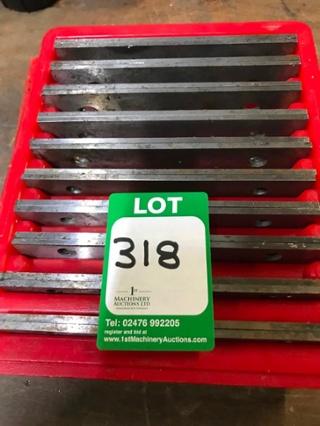 LOT
318
1st
MACHINERY
AUCTIONS LTD
Tel: 02476 992205
register and bid at
www.1stMachineryAuctions.com